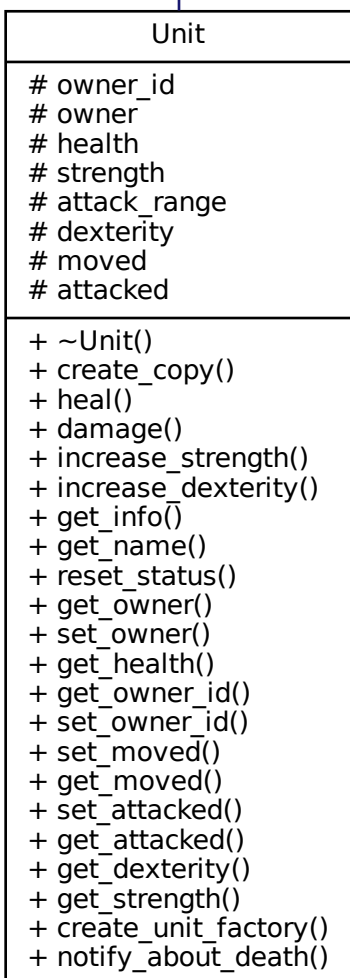 Unit
# owner_id
# owner
# health
# strength
# attack_range
# dexterity
# moved
# attacked
+ ~Unit()
+ create_copy()
+ heal()
+ damage()
+ increase_strength()
+ increase_dexterity()
+ get_info()
+ get_name()
+ reset_status()
+ get_owner()
+ set_owner()
+ get_health()
+ get_owner_id()
+ set_owner_id()
+ set_moved()
+ get_moved()
+ set_attacked()
+ get_attacked()
+ get_dexterity()
+ get_strength()
+ create_unit_factory()
+ notify_about_death()